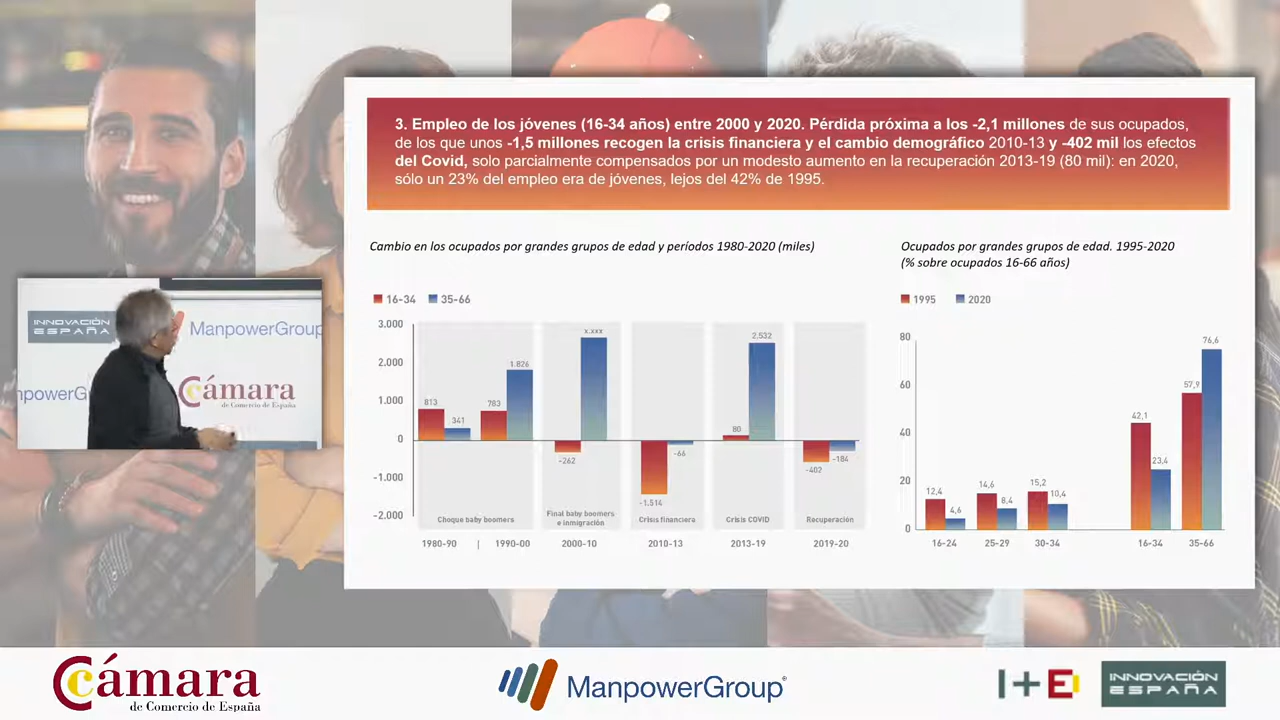 3. Empleo de los jóvenes (16-34 años) entre 2000 y 2020. Pérdida próxima a los -2,1 millones de sus ocupados,
de los que unos -1,5 millones recogen la crisis financiera y el cambio demográfico 2010-13 y -402 mil los efectos
del Covid, solo parcialmente compensados por un modesto aumento en la recuperación 2013-19 (80 mil): en 2020,
sólo un 23% del empleo era de jóvenes, lejos del 42% de 1995.
Cambio en los ocupados por grandes grupos de edad y períodos 1980-2020 (miles)
16-34 35-66
3.000
2.000
1.000
0
-1.000
-2.000
813 341 783 1.826
-262 x.xxx
-1.514 -66
80 2.532
-402 -184
Choque baby boomers
Final baby boomers
e inmigración
Crisis financiera
Crisis COVID
Recuperación
1980-90 | 1990-00 2000-10 2010-13 2013-19 2019-20
Ocupados por grandes grupos de edad. 1995-2020
(% sobre ocupados 16-66 años)
1995 2020
80
60
40
20
0
12,4 4,6 14,6 8,4 15,2 10,4 42,1 23,4 57,9 76,6
16-24 25-29 30-34 16-34 35-66
INNOVACIÓN
ESPAÑA
ManpowerGroup
npowerG
Cámara
de Comercio de España
Cámara
de Comercio de España
ManpowerGroup®
I+E
INNOVACIÓN
ESPAÑA